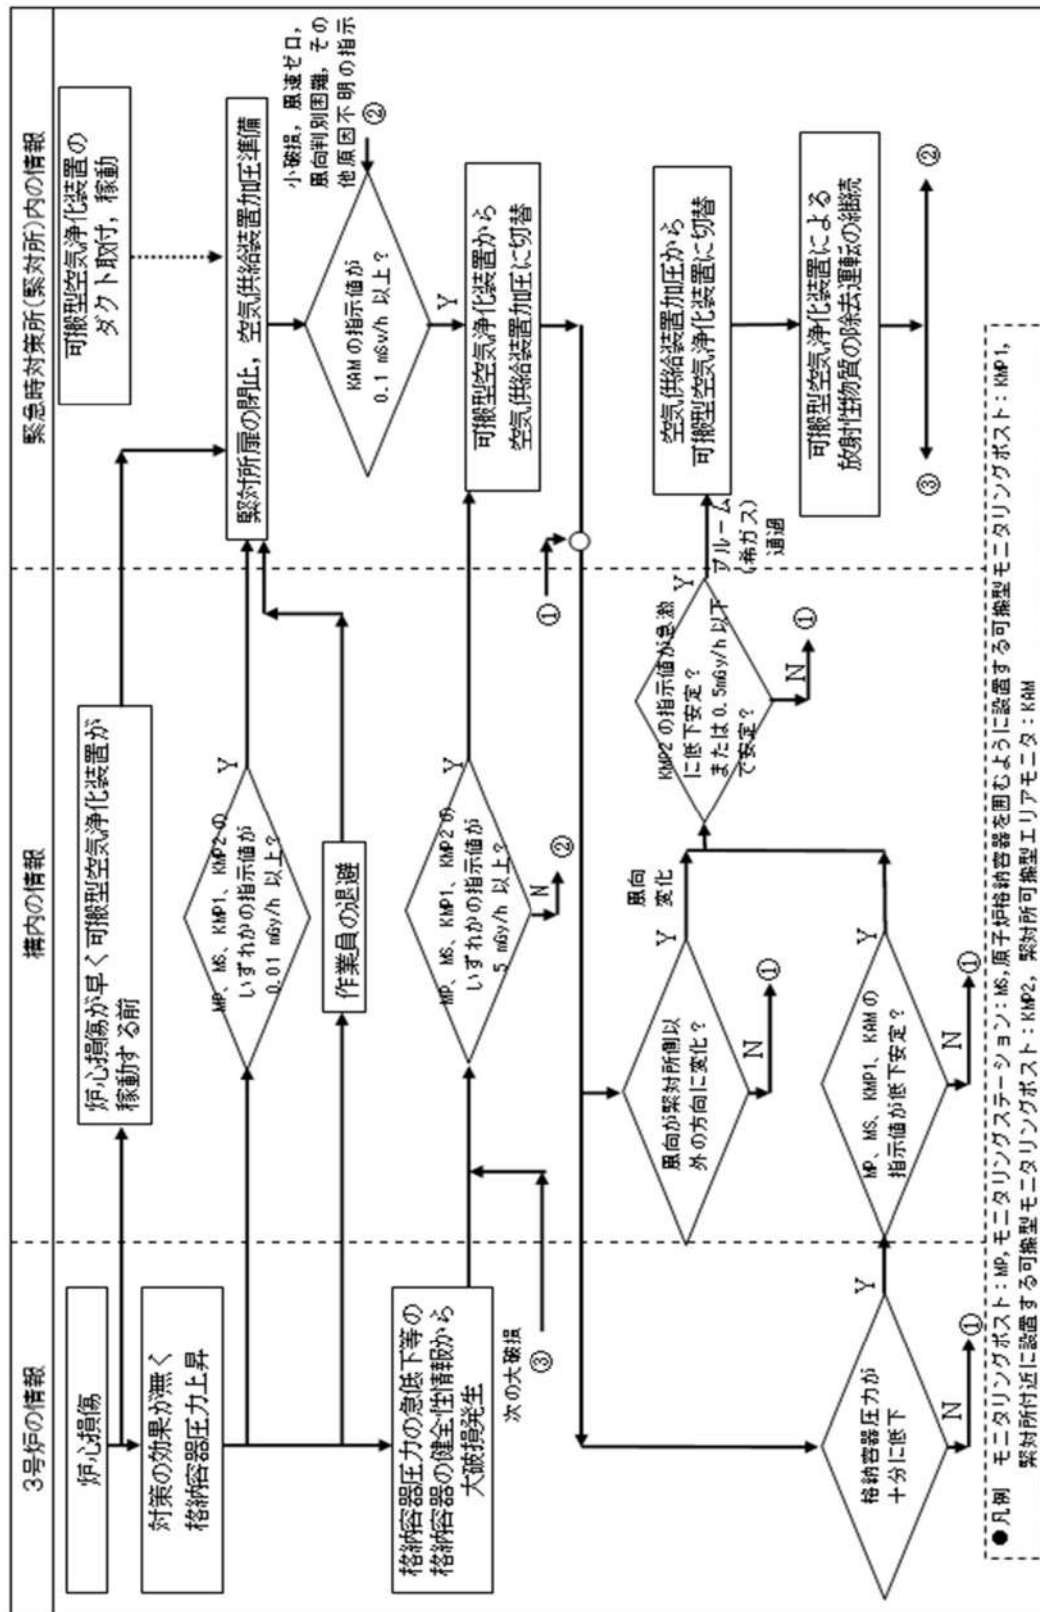 3号炉の情報
構内の情報
緊急時対策所(緊対所)内の情報
炉心損傷
炉心損傷が早く可搬型空気浄化装置が
稼動する前
可搬型空気浄化装置の
ダクト取付，稼動
対策の効果が無く
格納容器圧力上昇
MP、MS、KMP1、KMP2の
いずれかの指示値が
0.01 mGy/h 以上？
Y
緊対所扉の閉止，空気供給装置加圧準備
作業員の退避
小破損，風速ゼロ，
風向判別困難，その
他原因不明の指示
②
KAMの指示値が
0.1 mSv/h 以上？
Y
格納容器圧力の急低下等の
格納容器の健全性情報から
大破損発生
MP、MS、KMP1、KMP2の
いずれかの指示値が
5 mGy/h 以上？
Y
N
②
可搬型空気浄化装置から
空気供給装置加圧に切替
次の大破損
③
①
風向が緊対所側以
外の方向に変化？
Y
N
①
風向
変化
KMP2の指示値が急激
に低下安定？
または0.5mGy/h以下
で安定？
Y
N
①
プルーム
(希ガス)
通過
空気供給装置加圧から
可搬型空気浄化装置に切替
可搬型空気浄化装置による
放射性物質の除去運転の継続
③
②
格納容器圧力が
十分に低下
Y
N
①
MP、MS、KMP1、KAMの
指示値が低下安定？
Y
N
①
●凡例　モニタリングポスト：MP,モニタリングステーション：MS,原子炉格納容器を囲むように設置する可搬型モニタリングポスト：KMP1,
緊対所付近に設置する可搬型モニタリングポスト：KMP2，緊対所可搬型エリアモニタ：KAM